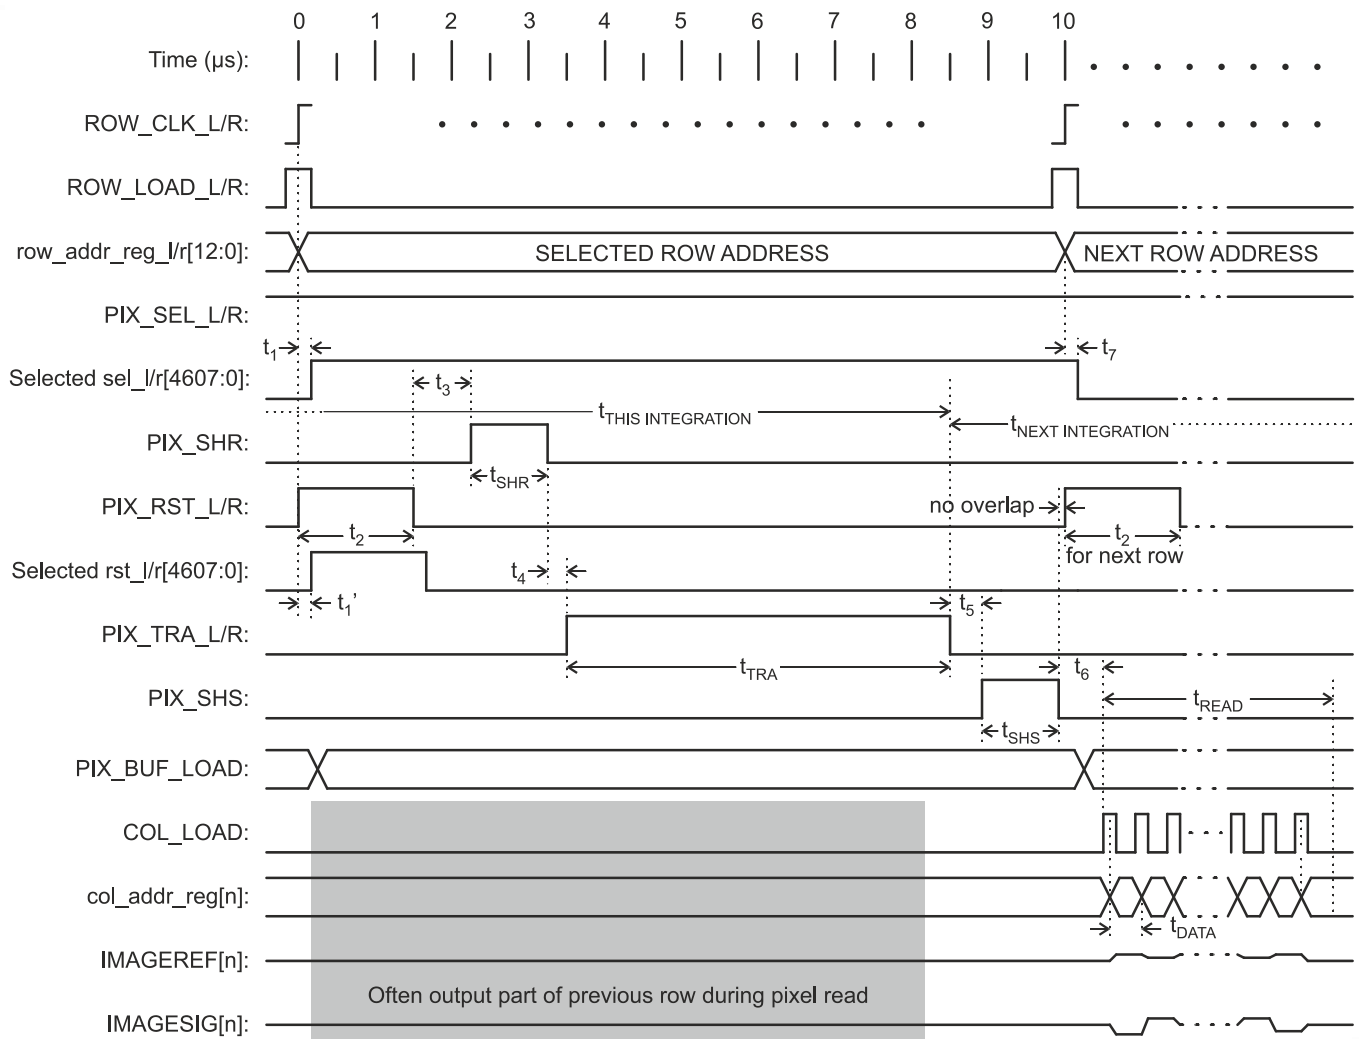 0 1 2 3 4 5 6 7 8 9 10
Time (µs):
ROW_CLK_L/R:
ROW_LOAD_L/R:
row_addr_reg_l/r[12:0]: SELECTED ROW ADDRESS NEXT ROW ADDRESS
PIX_SEL_L/R:
t1 t7
Selected sel_l/r[4607:0]: t3
tTHIS INTEGRATION tNEXT INTEGRATION
PIX_SHR:
tSHR
PIX_RST_L/R: no overlap
t2 t2
for next row
Selected rst_l/r[4607:0]: t4
t1’ t5
PIX_TRA_L/R:
tTRA t6
PIX_SHS: tREAD
tSHS
PIX_BUF_LOAD:
COL_LOAD:
col_addr_reg[n]:
tDATA
IMAGEREF[n]:
Often output part of previous row during pixel read
IMAGESIG[n]: